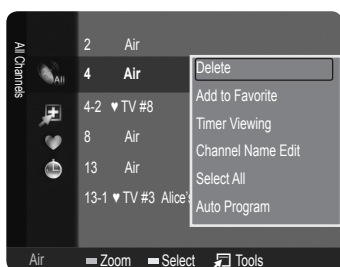 All Channels
All
2 Air
4 Air
4-2 ♥ TV #8
8 Air
13 Air
13-1 ♥ TV #3 Alice's
Delete
Add to Favorite
Timer Viewing
Channel Name Edit
Select All
Auto Program
Air Zoom Select Tools